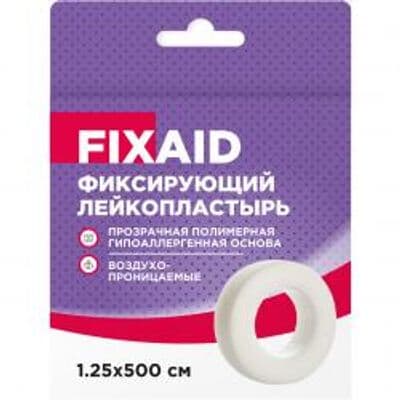 FIXAID
ФИКСИРУЮЩИЙ
ЛЕЙКОПЛАСТЫРЬ
ПРОЗРАЧНАЯ ПОЛИМЕРНАЯ
ГИПОАЛЛЕРГЕННАЯ ОСНОВА
ВОЗДУХО-
ПРОНИЦАЕМЫЕ
1.25x500 см